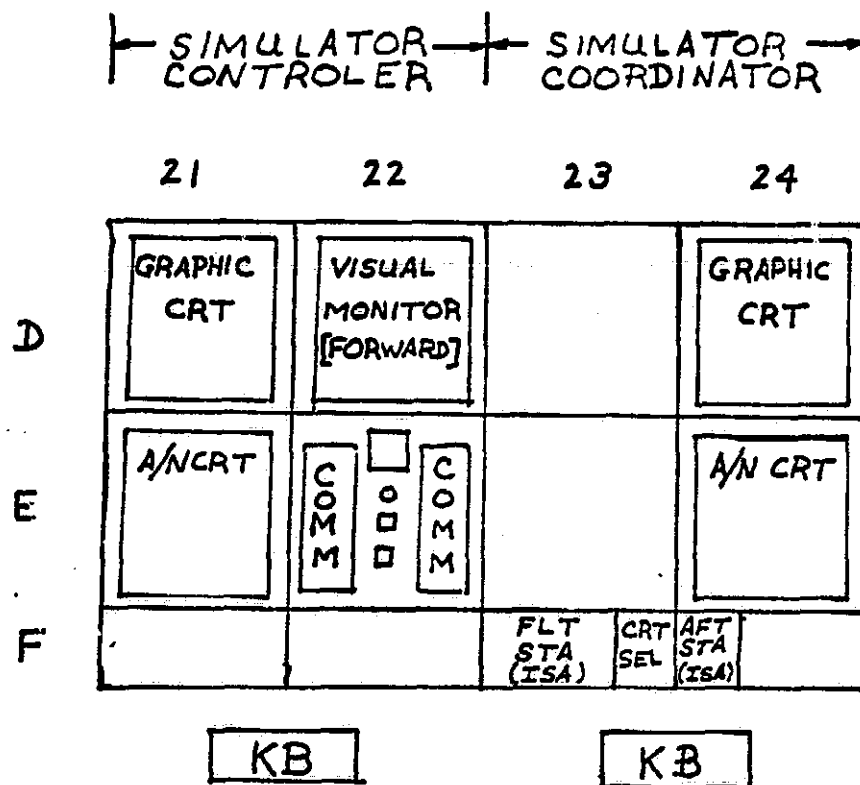 SIMULATOR CONTROLER
SIMULATOR COORDINATOR
21 22 23 24
D
GRAPHIC
CRT
VISUAL
MONITOR
[FORWARD]
GRAPHIC
CRT
E
A/N CRT
COMM
COMM
A/N CRT
F
FLT
STA
(ISA)
CRT
SEL
AFT
STA
(ISA)
KB
KB